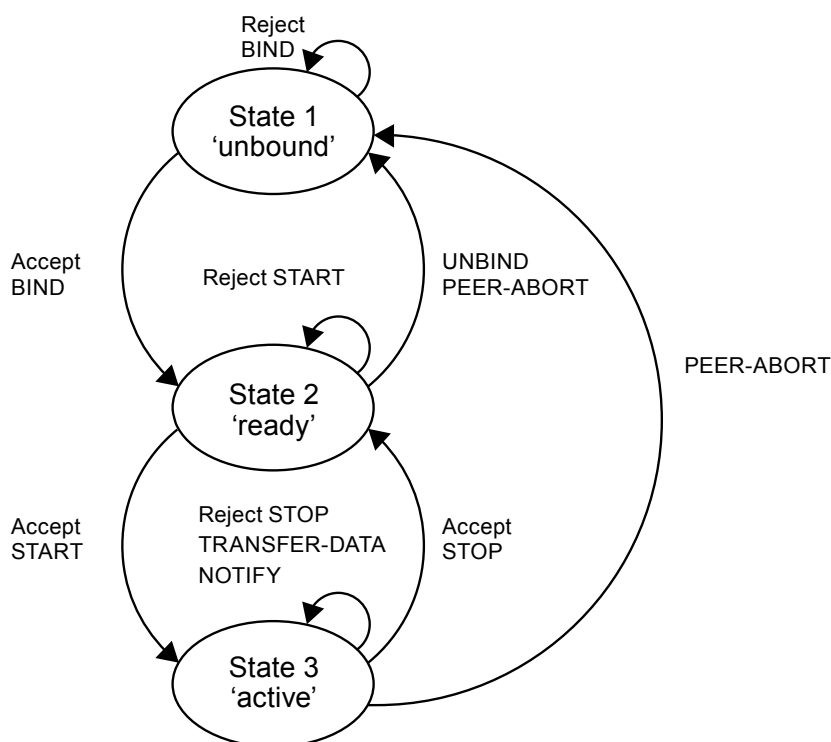 Reject
BIND
State 1
‘unbound’
Accept
BIND
Reject START
UNBIND
PEER-ABORT
PEER-ABORT
State 2
‘ready’
Accept
START
Reject STOP
TRANSFER-DATA
NOTIFY
Accept
STOP
State 3
‘active’